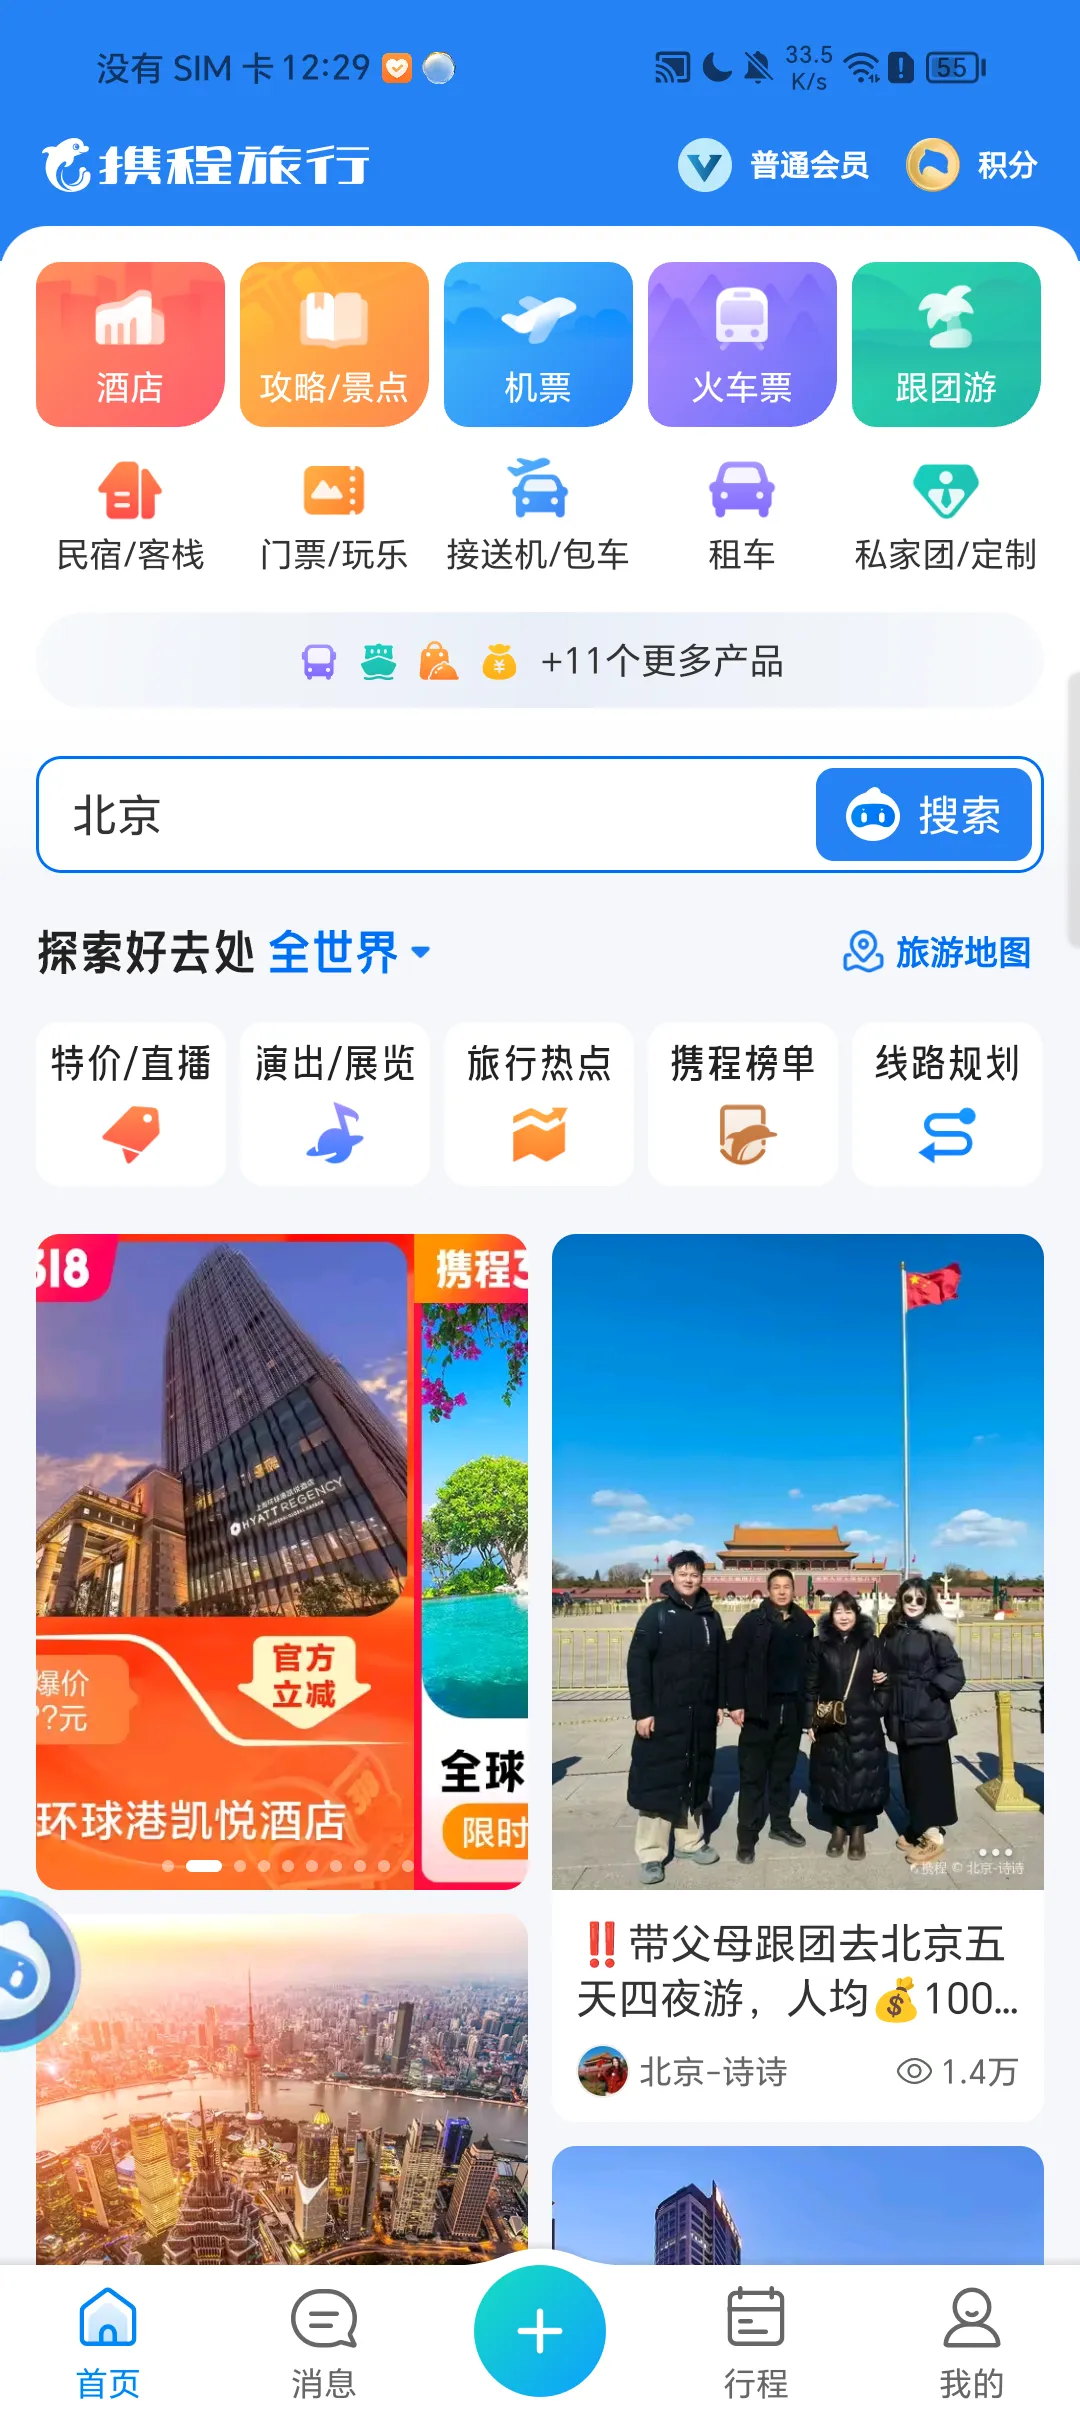 没有 SIM 卡 12:29
33.5 K/s
55
携程旅行
普通会员
积分
酒店
攻略/景点
机票
火车票
跟团游
民宿/客栈
门票/玩乐
接送机/包车
租车
私家团/定制
+11个更多产品
北京
搜索
探索好去处 全世界
旅游地图
特价/直播
演出/展览
旅行热点
携程榜单
线路规划
318
携程3
HYATT REGENCY
官方
立减
爆价
??元
环球港凯悦酒店
全球
限时
携程 © 北京-诗诗
‼️带父母跟团去北京五
天四夜游，人均💰100...
北京-诗诗
1.4万
首页
消息
行程
我的